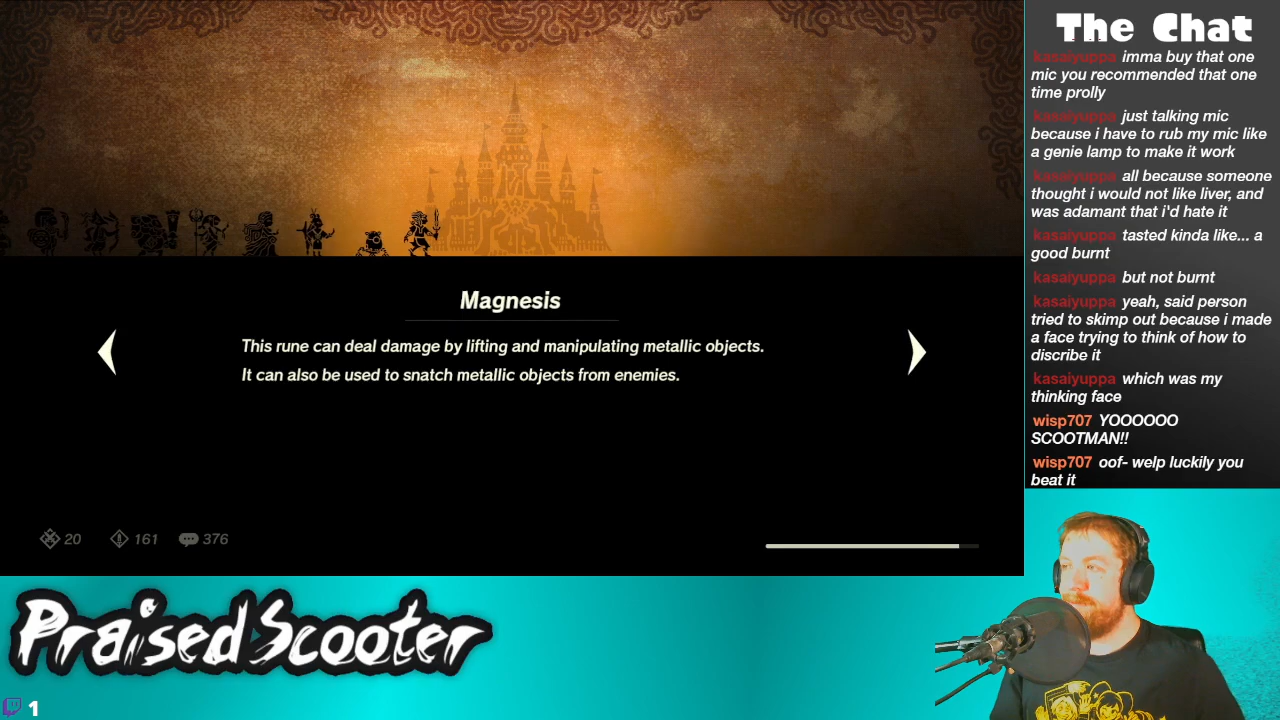 The Chat
kasaiyuppa imma buy that one
mic you recommended that one
time prolly
kasaiyuppa just talking mic
because i have to rub my mic like
a genie lamp to make it work
kasaiyuppa all because someone
thought i would not like liver, and
was adamant that i'd hate it
kasaiyuppa tasted kinda like... a
good burnt
kasaiyuppa but not burnt
kasaiyuppa yeah, said person
tried to skimp out because i made
a face trying to think of how to
discribe it
kasaiyuppa which was my
thinking face
wisp707 YOOOOOO
SCOOTMAN!!
wisp707 oof- welp luckily you
beat it
Magnesis
This rune can deal damage by lifting and manipulating metallic objects.
It can also be used to snatch metallic objects from enemies.
20 161 376
PraisedScooter
1